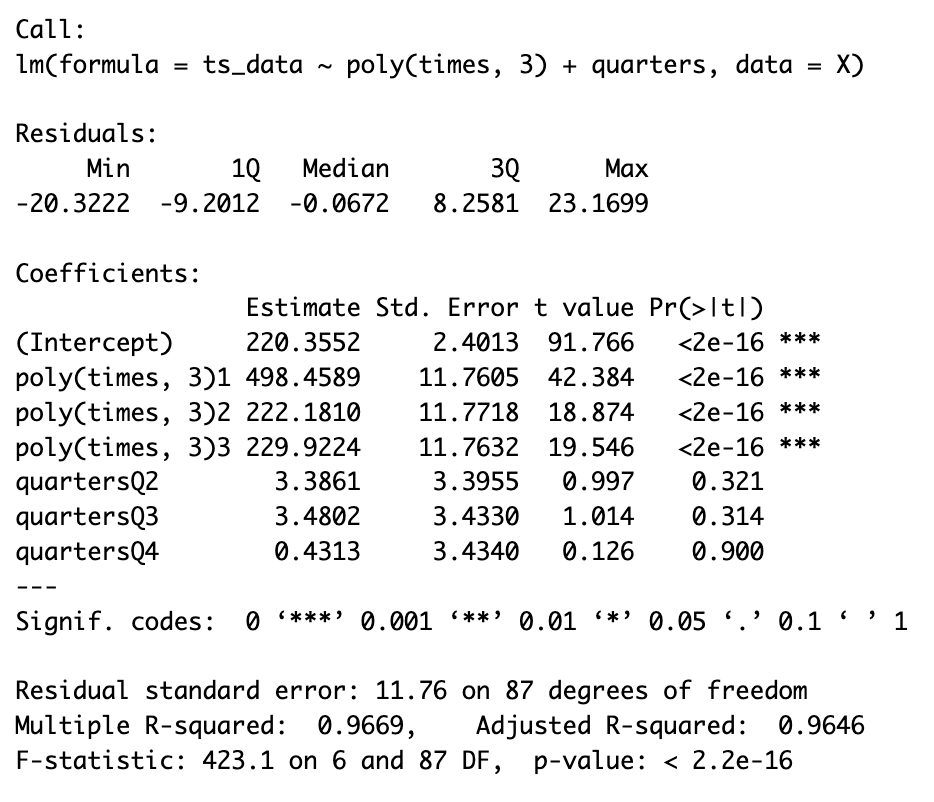 Call:
lm(formula = ts_data ~ poly(times, 3) + quarters, data = X)

Residuals:
     Min       1Q   Median       3Q      Max
-20.3222  -9.2012  -0.0672   8.2581  23.1699

Coefficients:
                Estimate Std. Error t value Pr(>|t|)
(Intercept)     220.3552     2.4013  91.766   <2e-16 ***
poly(times, 3)1 498.4589    11.7605  42.384   <2e-16 ***
poly(times, 3)2 222.1810    11.7718  18.874   <2e-16 ***
poly(times, 3)3 229.9224    11.7632  19.546   <2e-16 ***
quartersQ2        3.3861     3.3955   0.997    0.321
quartersQ3        3.4802     3.4330   1.014    0.314
quartersQ4        0.4313     3.4340   0.126    0.900
---
Signif. codes:  0 ‘***’ 0.001 ‘**’ 0.01 ‘*’ 0.05 ‘.’ 0.1 ‘ ’ 1

Residual standard error: 11.76 on 87 degrees of freedom
Multiple R-squared:  0.9669,    Adjusted R-squared:  0.9646
F-statistic: 423.1 on 6 and 87 DF,  p-value: < 2.2e-16